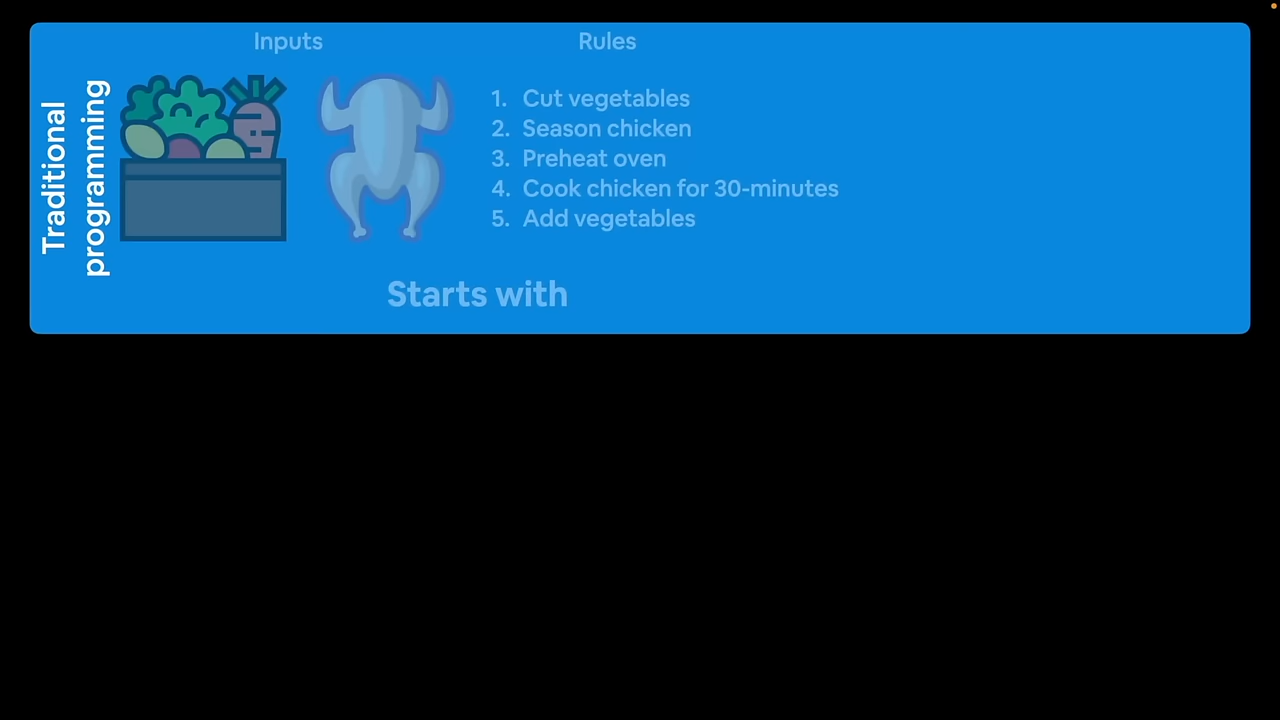 Traditional
programming
Inputs
Rules
1. Cut vegetables
2. Season chicken
3. Preheat oven
4. Cook chicken for 30-minutes
5. Add vegetables
Starts with